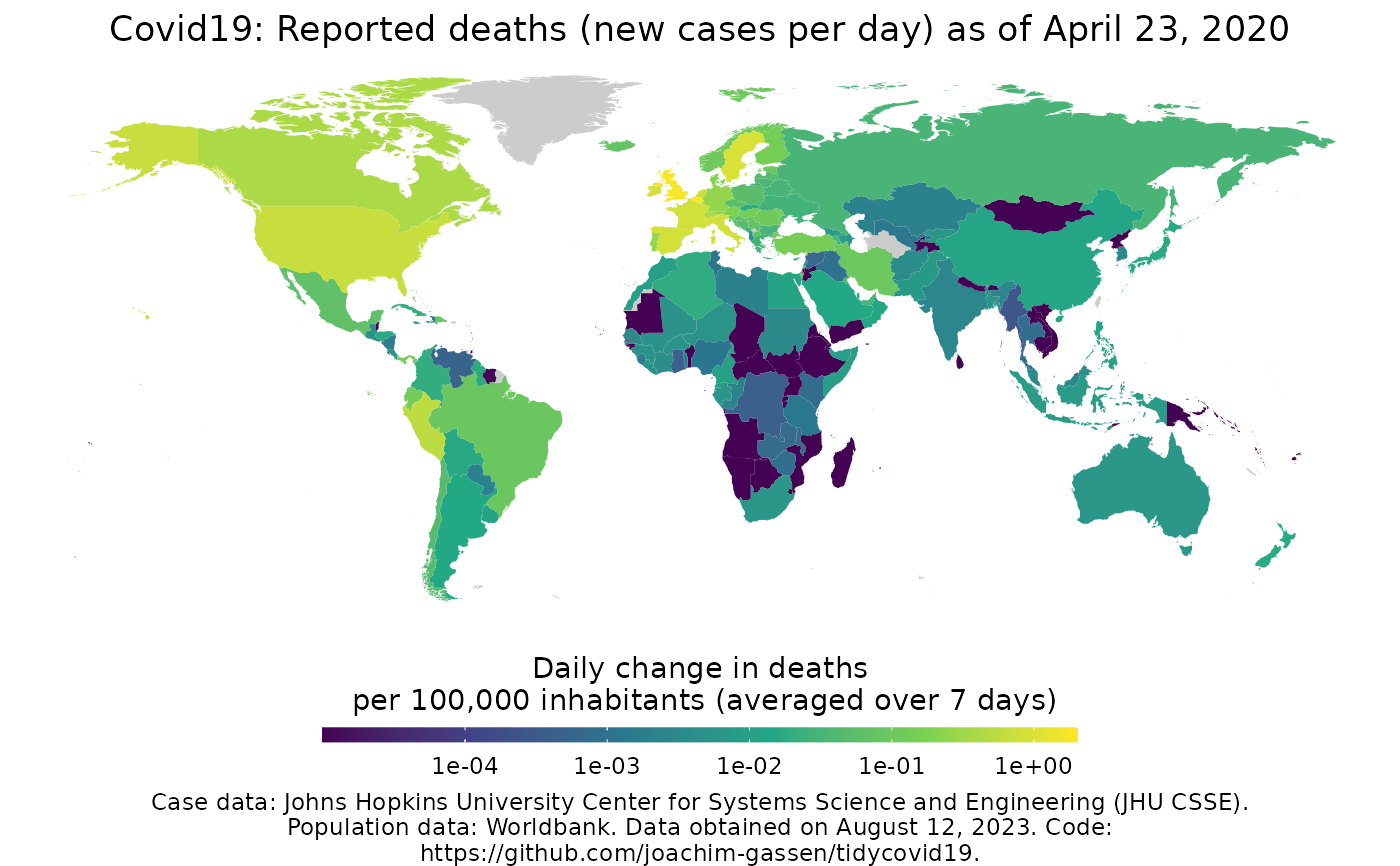 Covid19: Reported deaths (new cases per day) as of April 23, 2020
Daily change in deaths
per 100,000 inhabitants (averaged over 7 days)
1e-04 1e-03 1e-02 1e-01 1e+00
Case data: Johns Hopkins University Center for Systems Science and Engineering (JHU CSSE).
Population data: Worldbank. Data obtained on August 12, 2023. Code:
https://github.com/joachim-gassen/tidycovid19.